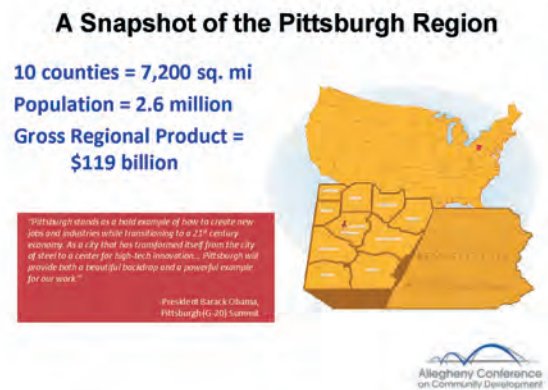 A Snapshot of the Pittsburgh Region
10 counties = 7,200 sq. mi
Population = 2.6 million
Gross Regional Product =
$119 billion
"Pittsburgh stands as a bold example of how to create new
jobs and industries while transitioning to a 21st century
economy. As a city that has transformed itself from the city
of steel to a center for high-tech innovation... Pittsburgh will
provide both a beautiful backdrop and a powerful example
for our work."
-President Barack Obama,
Pittsburgh (G-20) Summit
PENNSYLVANIA
Allegheny Conference
on Community Development